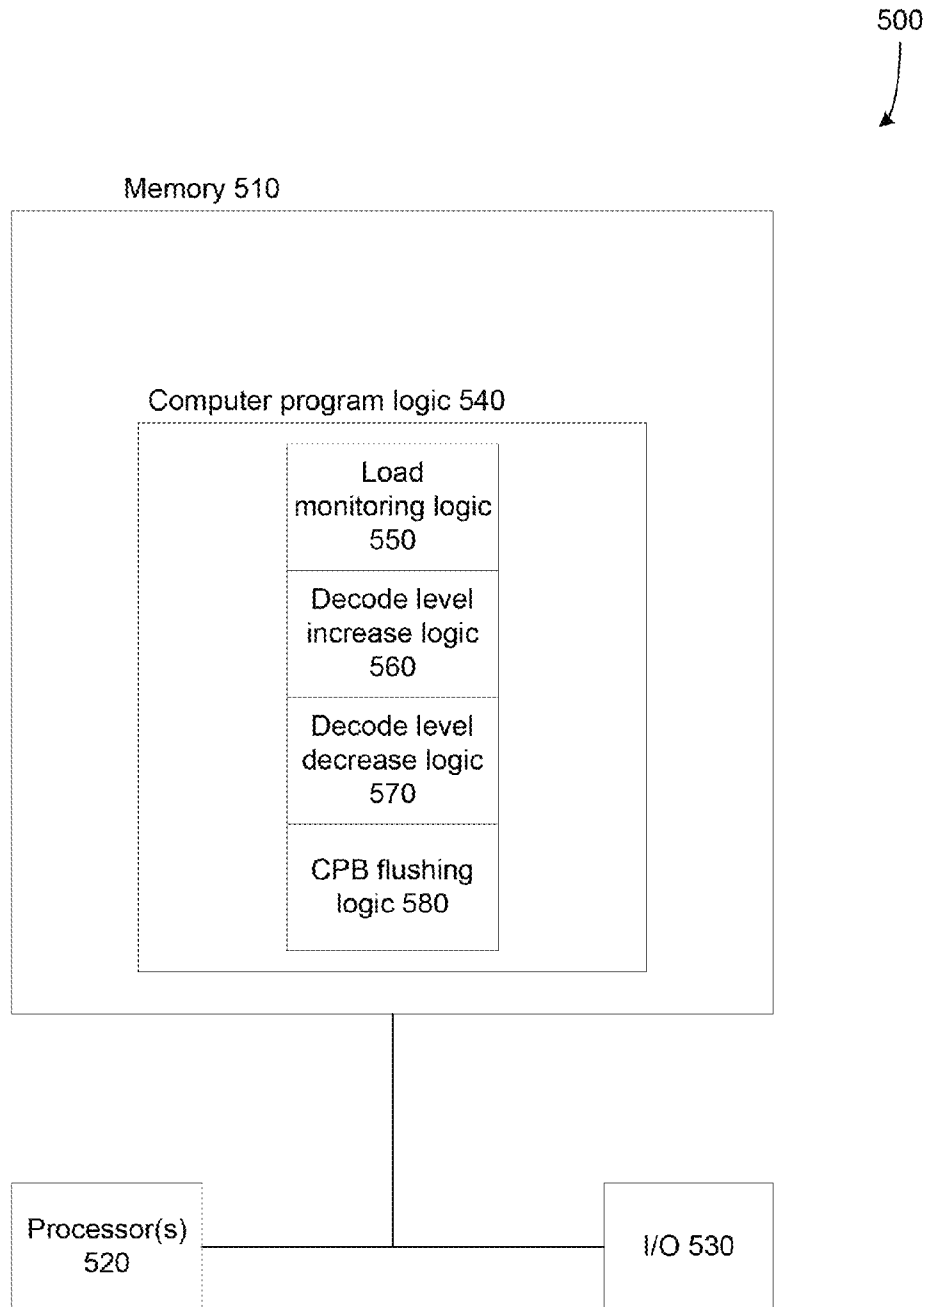 500
Memory 510
Computer program logic 540
Load
monitoring logic
550
Decode level
increase logic
560
Decode level
decrease logic
570
CPB flushing
logic 580
Processor(s)
520
I/O 530